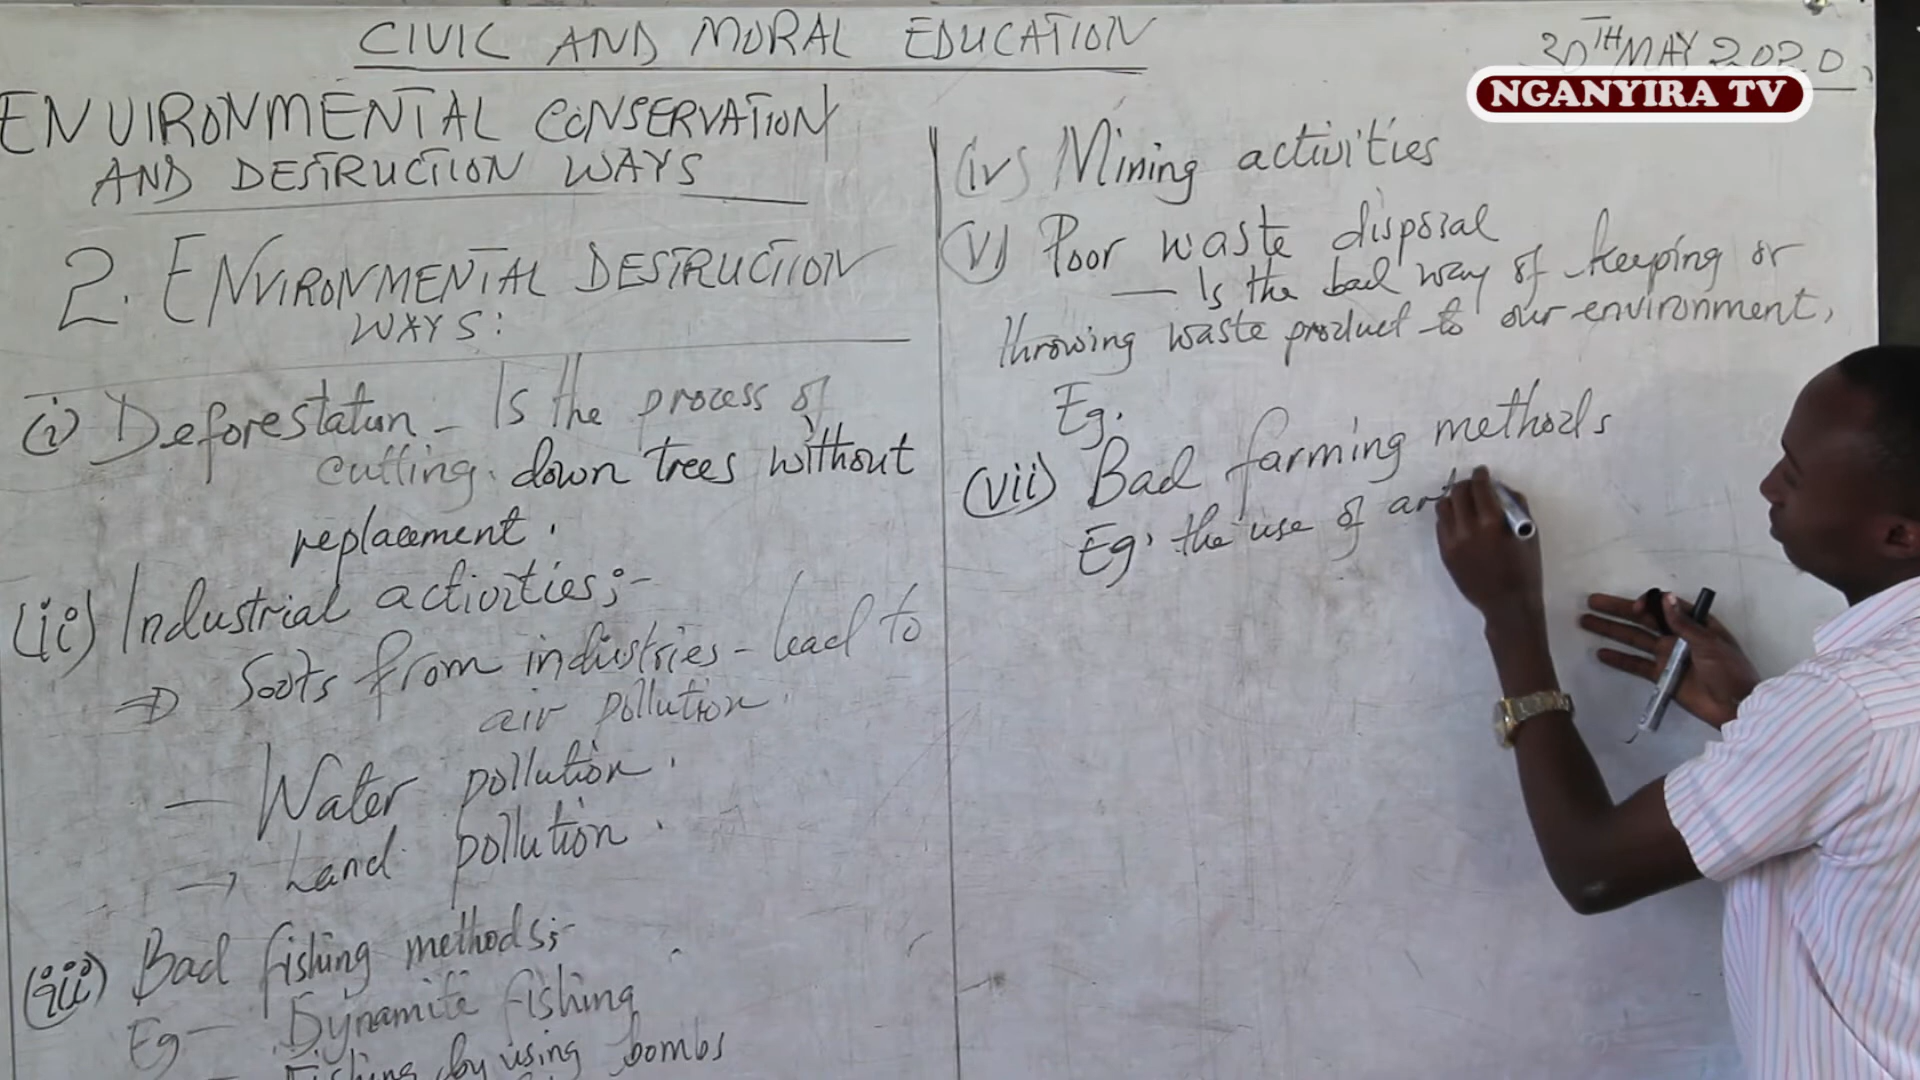 CIVIC AND MORAL EDUCATION
30TH MAY 2020
NGANYIRA TV
ENVIRONMENTAL CONSERVATION
AND DESTRUCTION WAYS
2. ENVIRONMENTAL DESTRUCTION
WAYS:
(i) Deforestation - Is the process of
cutting down trees without
replacement.
(ii) Industrial activities;-
⇒ Soots from industries - lead to
air pollution.
- Water pollution.
→ Land pollution.
(iii) Bad fishing methods;-
Eg - Dynamite fishing
- Fishing by using bombs
(iv) Mining activities
(v) Poor waste disposal
- Is the bad way of keeping or
throwing waste product to our environment,
Eg.
(vii) Bad farming methods
Eg. the use of art